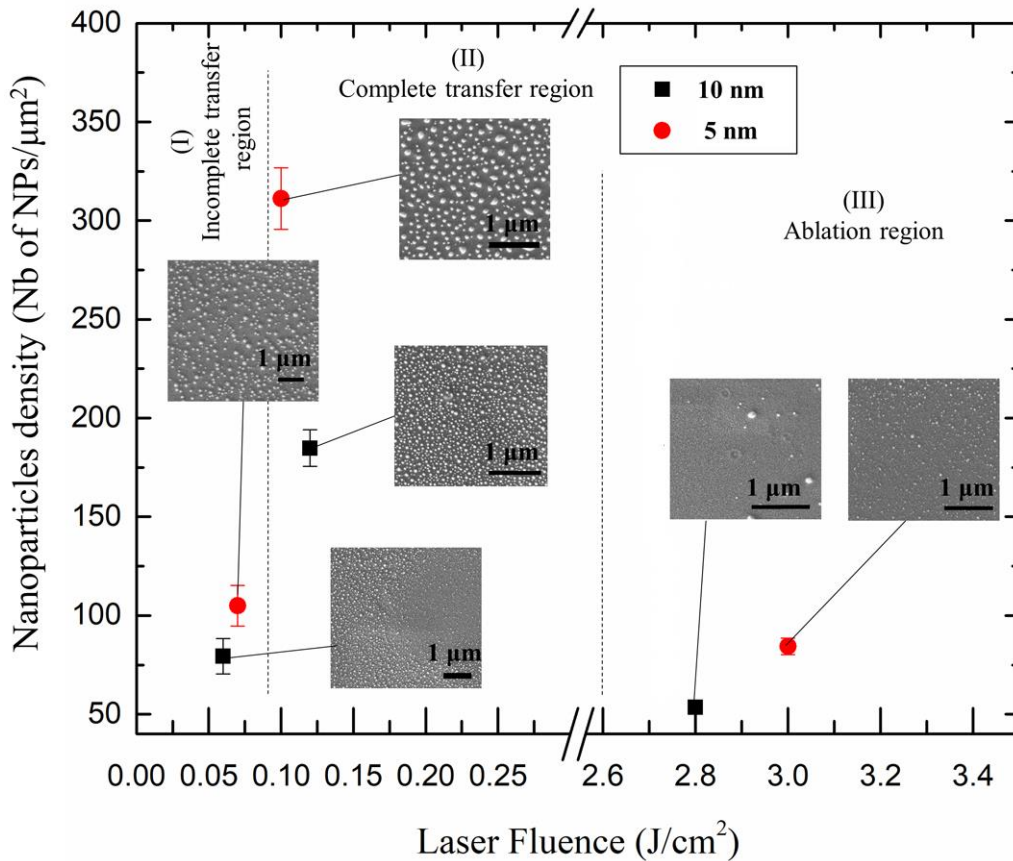 400
350
300
250
200
150
100
50
Nanoparticles density (Nb of NPs/μm²)
(I)
Incomplete transfer
region
(II)
Complete transfer region
10 nm
5 nm
(III)
Ablation region
1 μm
1 μm
1 μm
1 μm
1 μm
1 μm
0.00 0.05 0.10 0.15 0.20 0.25 2.6 2.8 3.0 3.2 3.4
Laser Fluence (J/cm²)